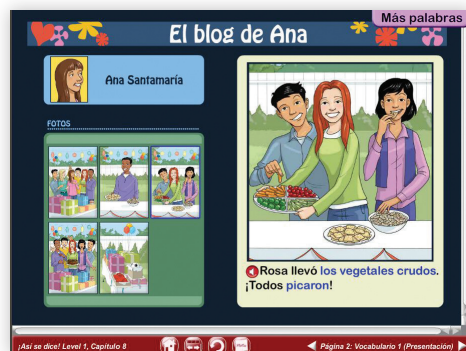 Más palabras
El blog de Ana
Ana Santamaría
FOTOS
Rosa llevó los vegetales crudos.
¡Todos picaron!
¡Así se dice! Level 1, Capítulo 8
Página 2: Vocabulario 1 (Presentación)